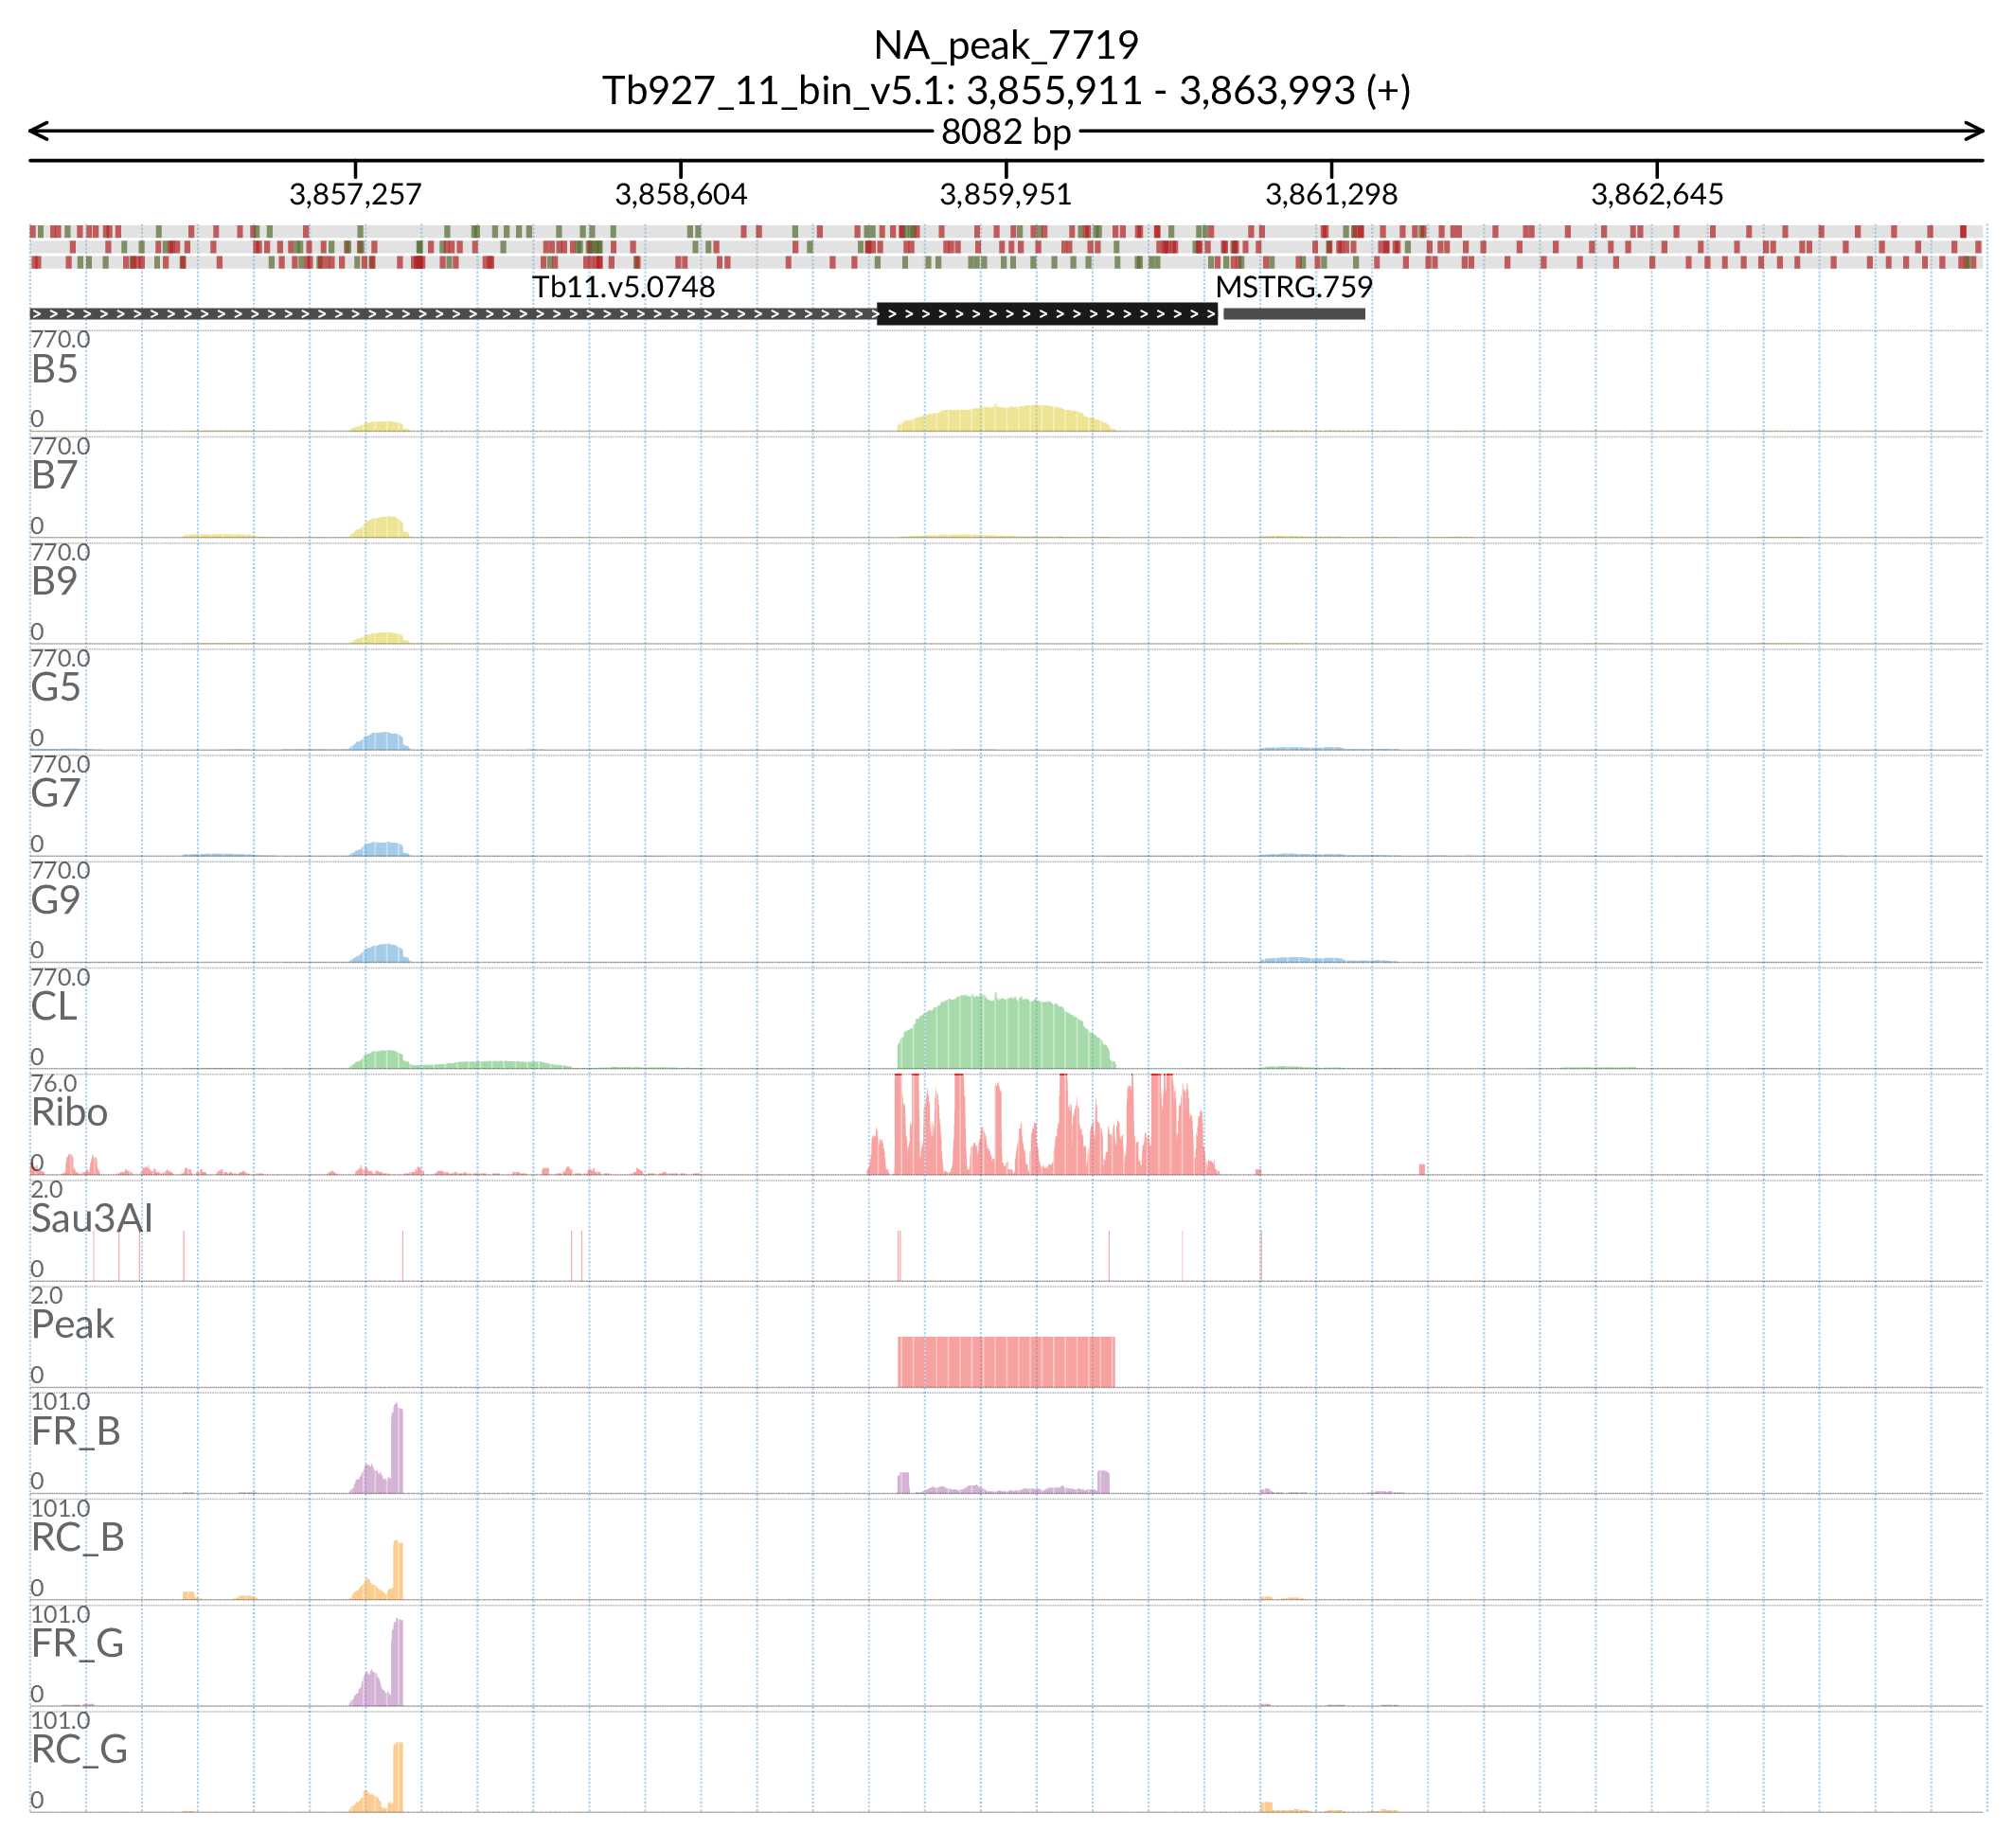 NA_peak_7719
Tb927_11_bin_v5.1: 3,855,911 - 3,863,993 (+)
8082 bp
3,857,257 3,858,604 3,859,951 3,861,298 3,862,645
Tb11.v5.0748 MSTRG.759
770.0
B5
0
770.0
B7
0
770.0
B9
0
770.0
G5
0
770.0
G7
0
770.0
G9
0
770.0
CL
0
76.0
Ribo
0
2.0
Sau3AI
0
2.0
Peak
0
101.0
FR_B
0
101.0
RC_B
0
101.0
FR_G
0
101.0
RC_G
0